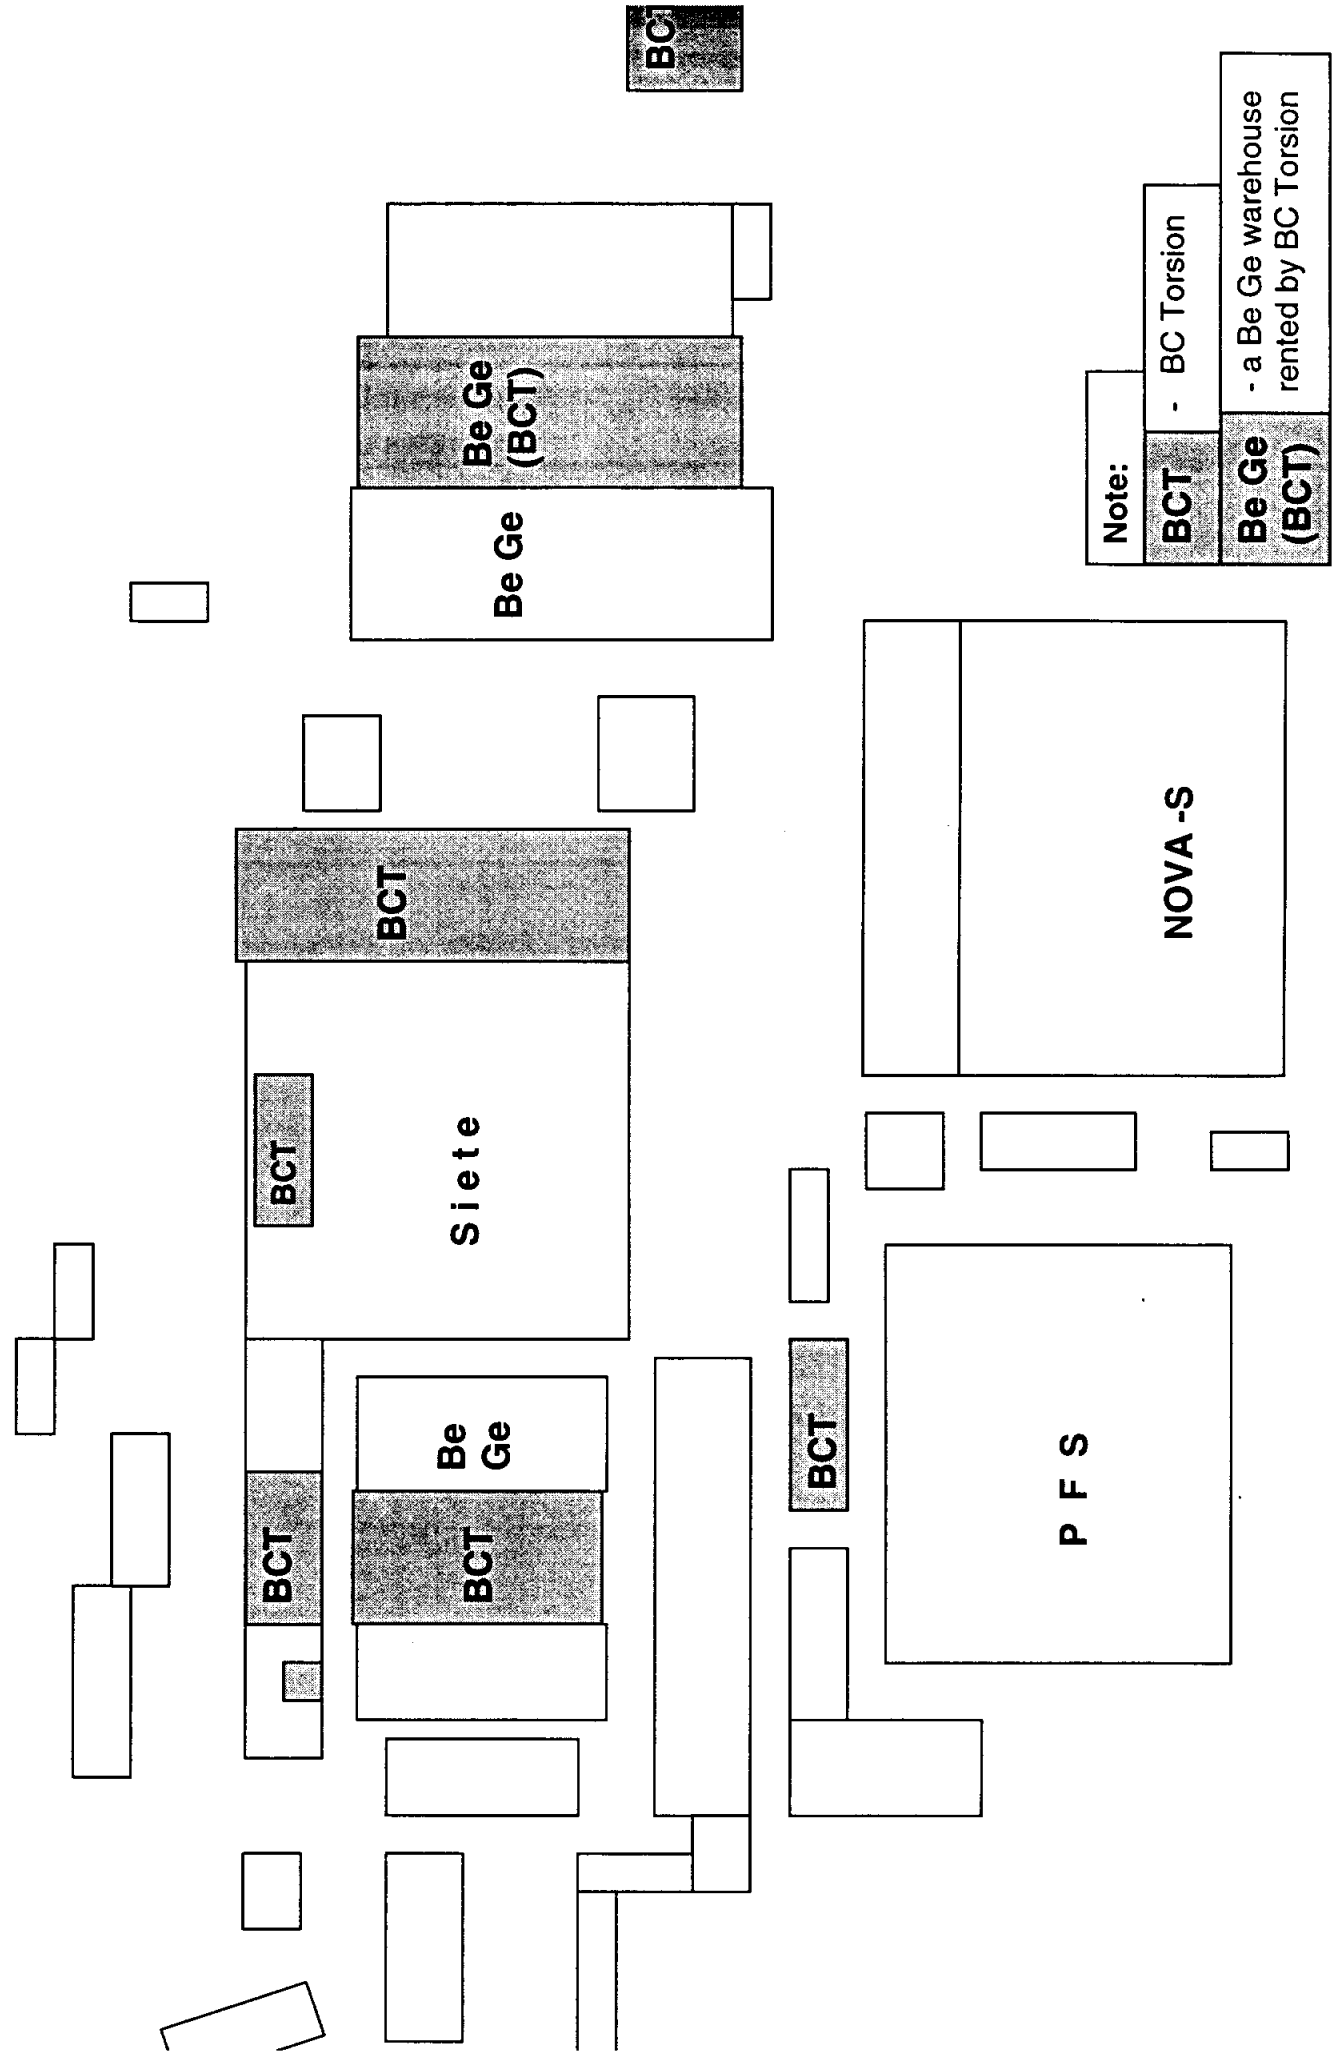 BCT
BCT
BCT
BCT
Be
Ge
S i e t e
Be Ge
Be Ge
(BCT)
BCT
BCT
P F S
NOVA -S
Note:
BCT - BC Torsion
Be Ge - a Be Ge warehouse
(BCT) rented by BC Torsion